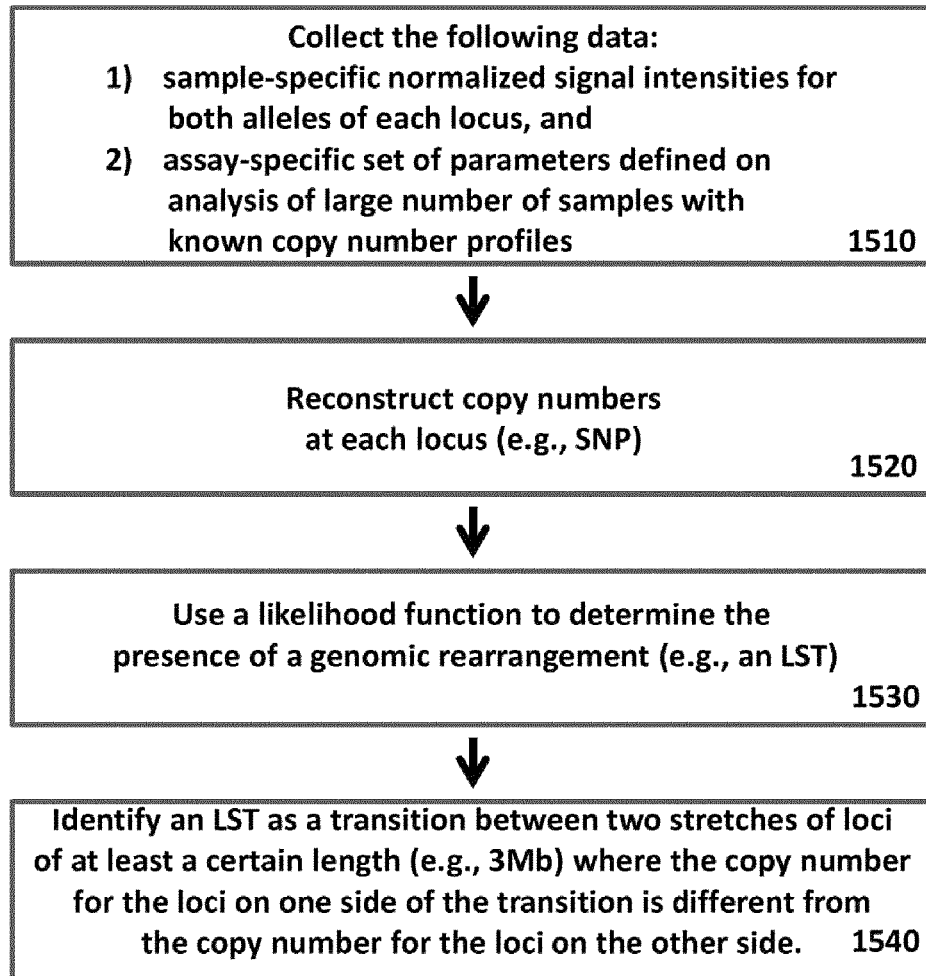 Collect the following data:
1) sample-specific normalized signal intensities for
both alleles of each locus, and
2) assay-specific set of parameters defined on
analysis of large number of samples with
known copy number profiles 1510
Reconstruct copy numbers
at each locus (e.g., SNP)
1520
Use a likelihood function to determine the
presence of a genomic rearrangement (e.g., an LST)
1530
Identify an LST as a transition between two stretches of loci
of at least a certain length (e.g., 3Mb) where the copy number
for the loci on one side of the transition is different from
the copy number for the loci on the other side. 1540